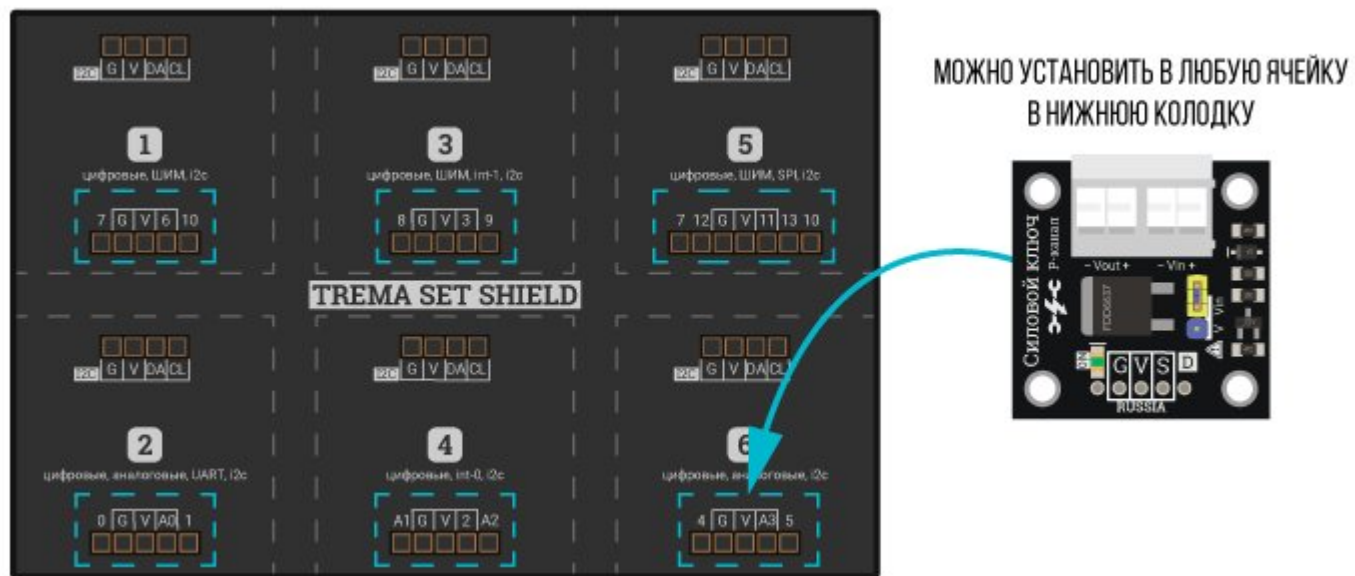 МОЖНО УСТАНОВИТЬ В ЛЮБУЮ ЯЧЕЙКУ
В НИЖНЮЮ КОЛОДКУ
I2C G V DA CL
I2C G V DA CL
I2C G V DA CL
1
3
5
цифровые, ШИМ, i2c
цифровые, ШИМ, int-1, i2c
цифровые, ШИМ, SPI, i2c
7 G V 6 10
8 G V 3 9
7 12 G V 11 13 10
TREMA SET SHIELD
I2C G V DA CL
I2C G V DA CL
I2C G V DA CL
2
4
6
цифровые, аналоговые, UART, i2c
цифровые, int-0, i2c
цифровые, аналоговые, i2c
0 G V A0 1
A1 G V 2 A2
4 G V A3 5
СИЛОВОЙ КЛЮЧ
P-канал
- Vout + - Vin +
FDD6637
V Vin
ON
G V S D
RUSSIA